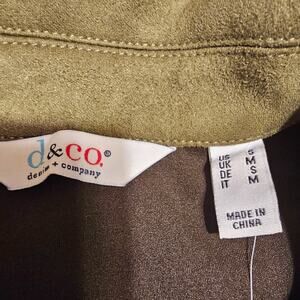 d&co.®
denim + company
US S
UK M
DE S
IT M
MADE IN
CHINA